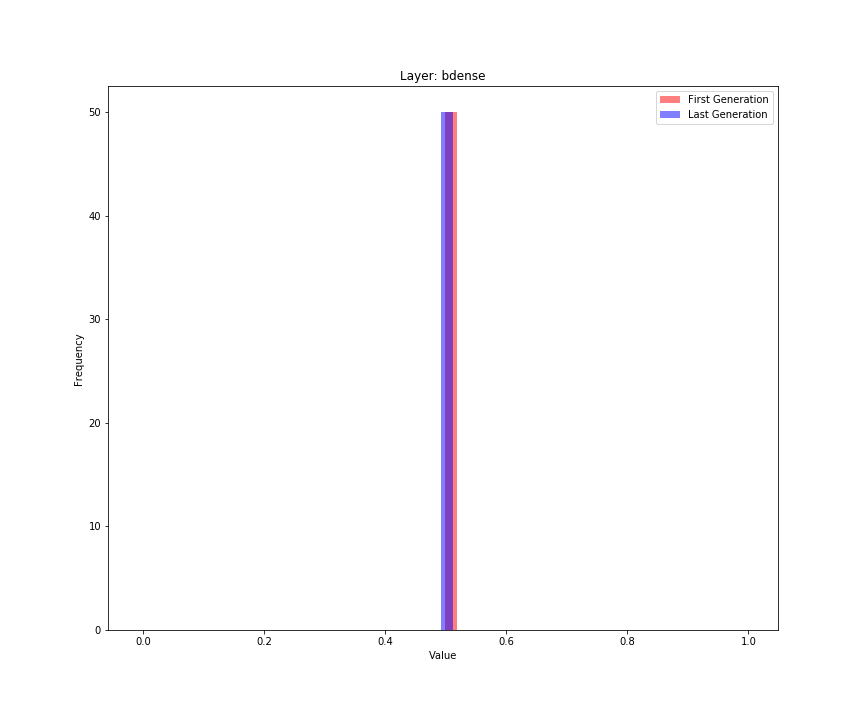 Layer: bdense
First Generation
Last Generation
50
40
30
20
10
0
Frequency
0.0 0.2 0.4 0.6 0.8 1.0
Value